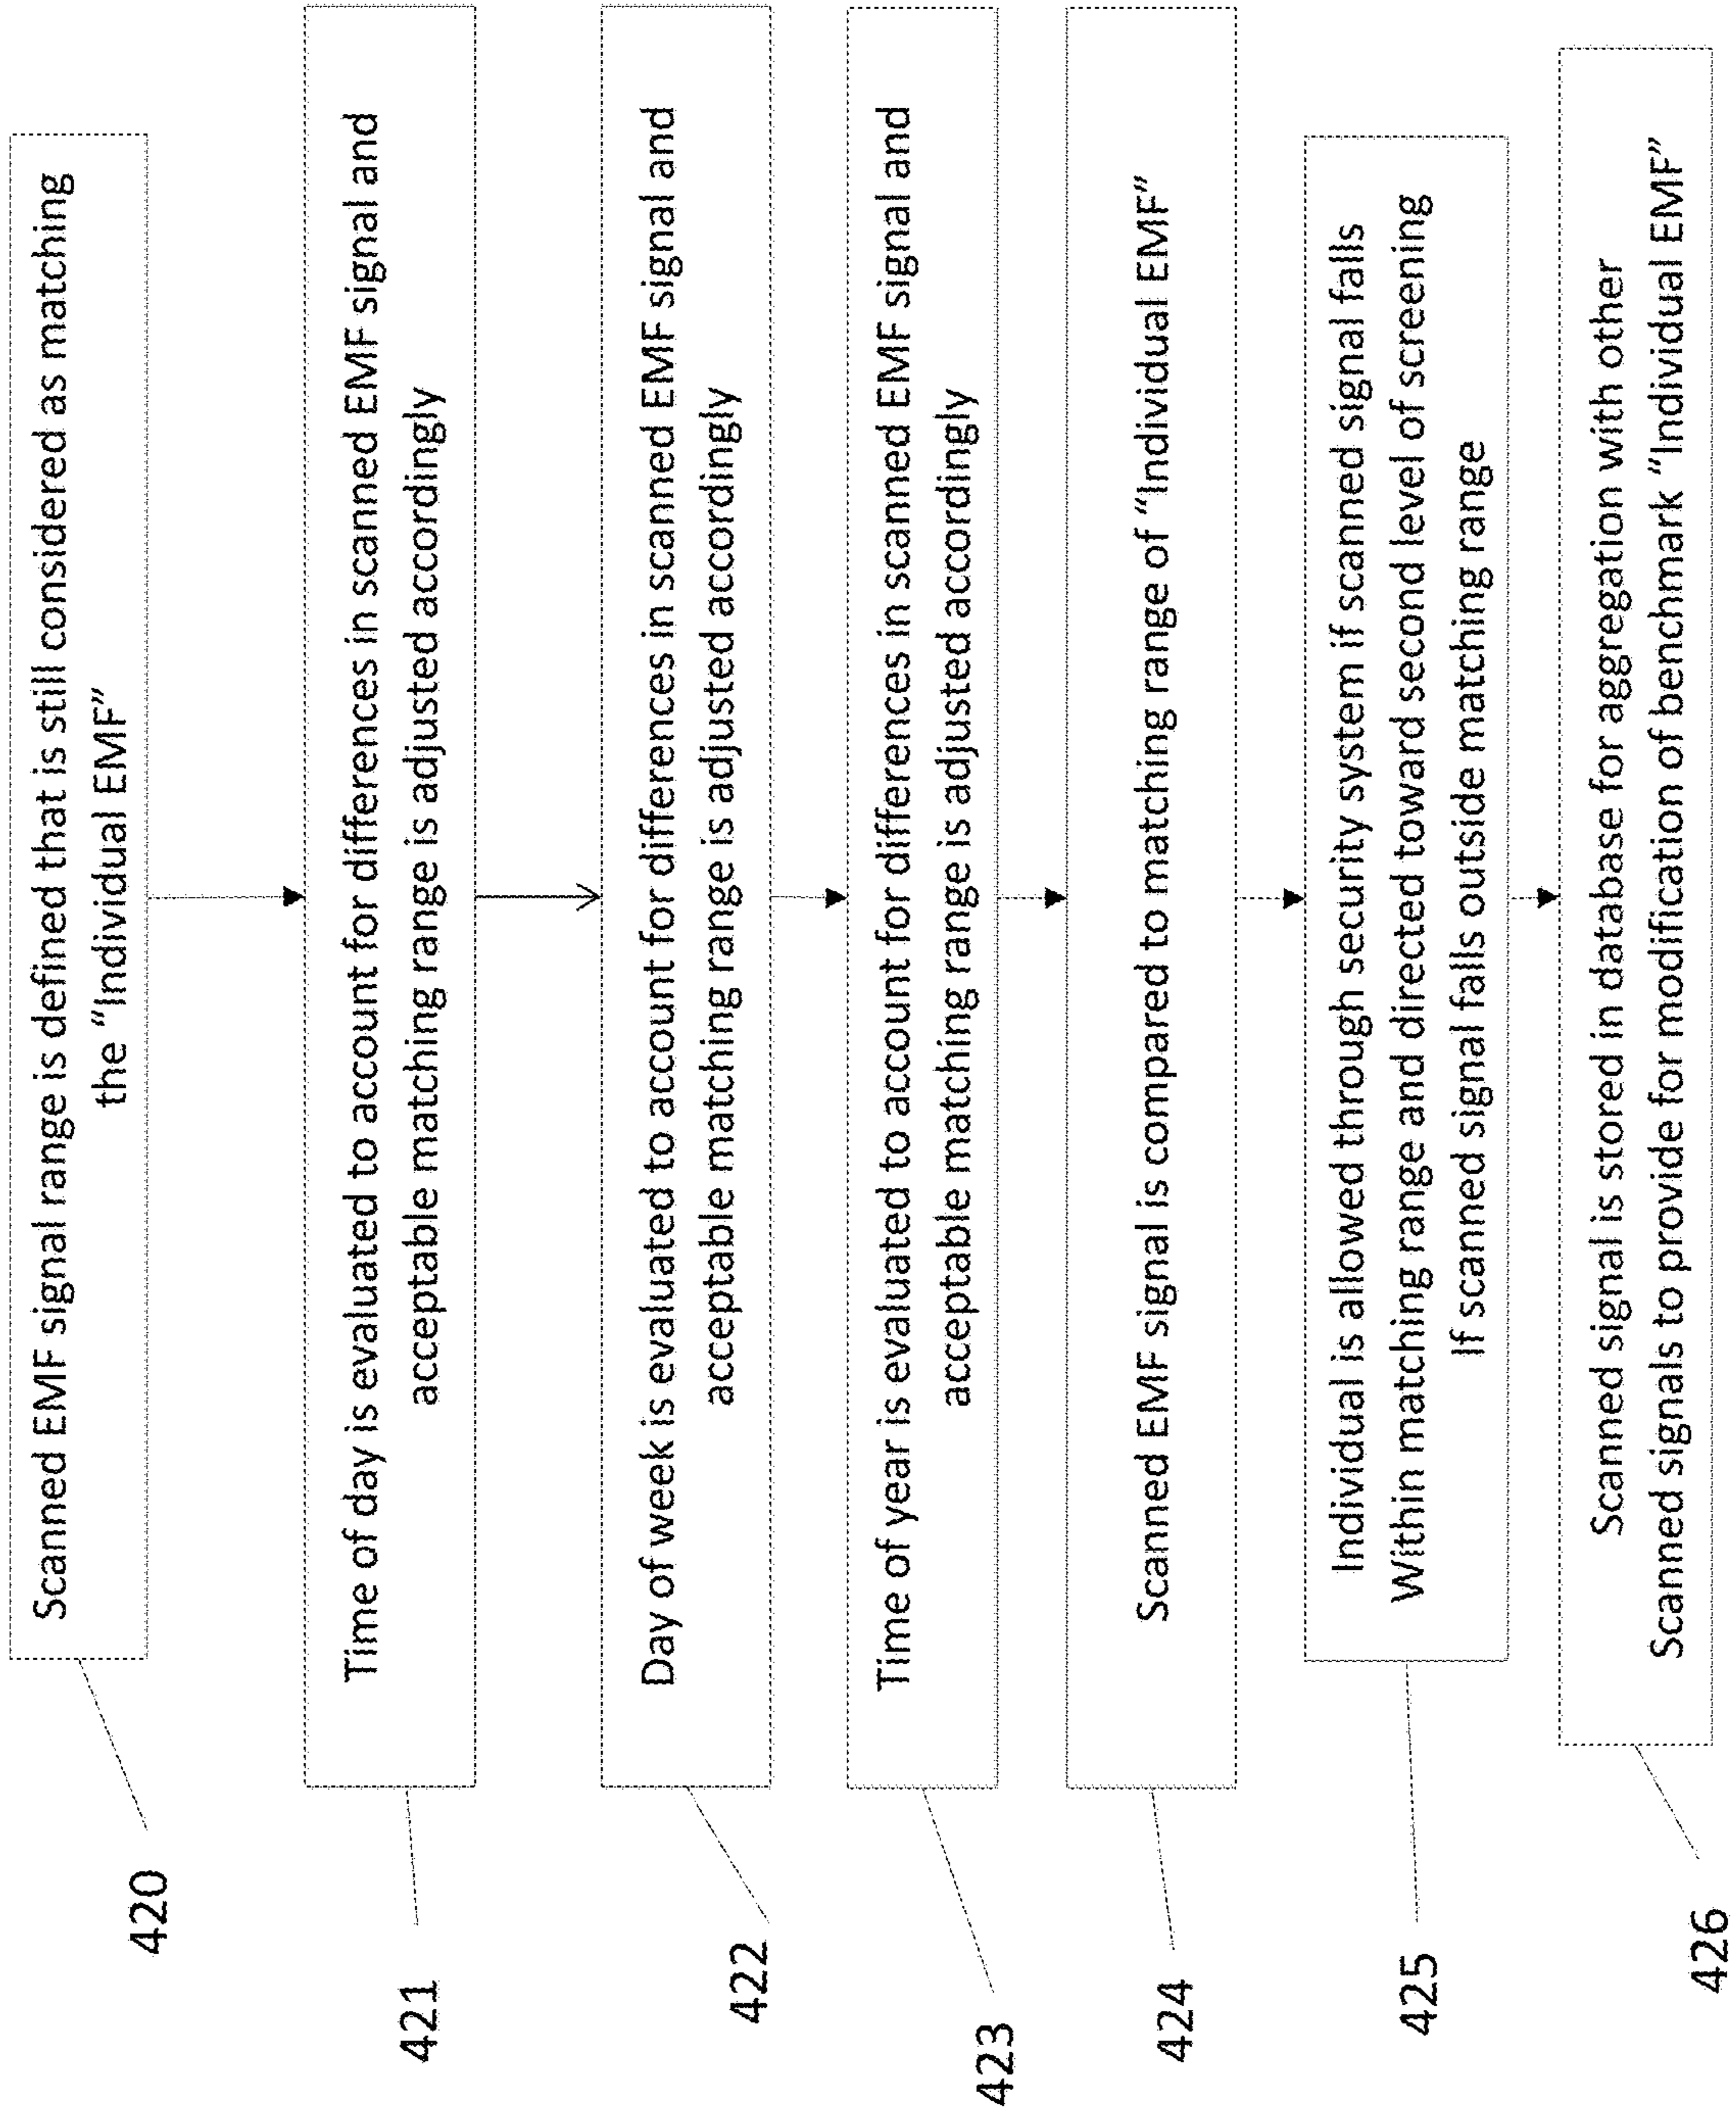 Scanned EMF signal range is defined that is still considered as matching
the “Individual EMF”
420
Time of day is evaluated to account for differences in scanned EMF signal and
acceptable matching range is adjusted accordingly
421
Day of week is evaluated to account for differences in scanned EMF signal and
acceptable matching range is adjusted accordingly
422
Time of year is evaluated to account for differences in scanned EMF signal and
acceptable matching range is adjusted accordingly
423
Scanned EMF signal is compared to matching range of “Individual EMF”
424
Individual is allowed through security system if scanned signal falls
Within matching range and directed toward second level of screening
If scanned signal falls outside matching range
425
Scanned signal is stored in database for aggregation with other
Scanned signals to provide for modification of benchmark “Individual EMF”
426